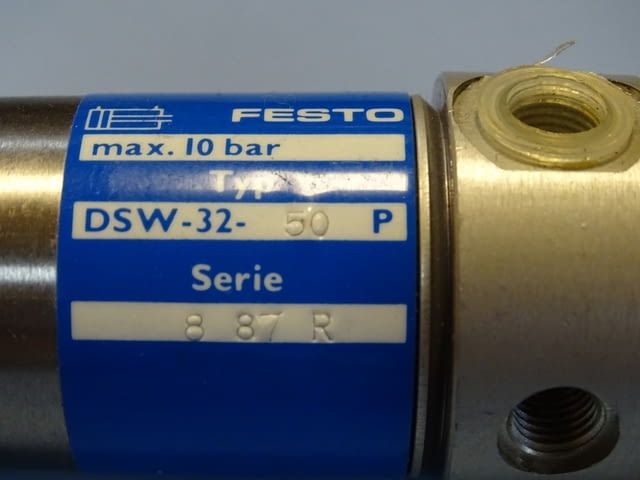 FESTO
max. 10 bar
Typ
DSW-32- 50 P
Serie
8 87 R